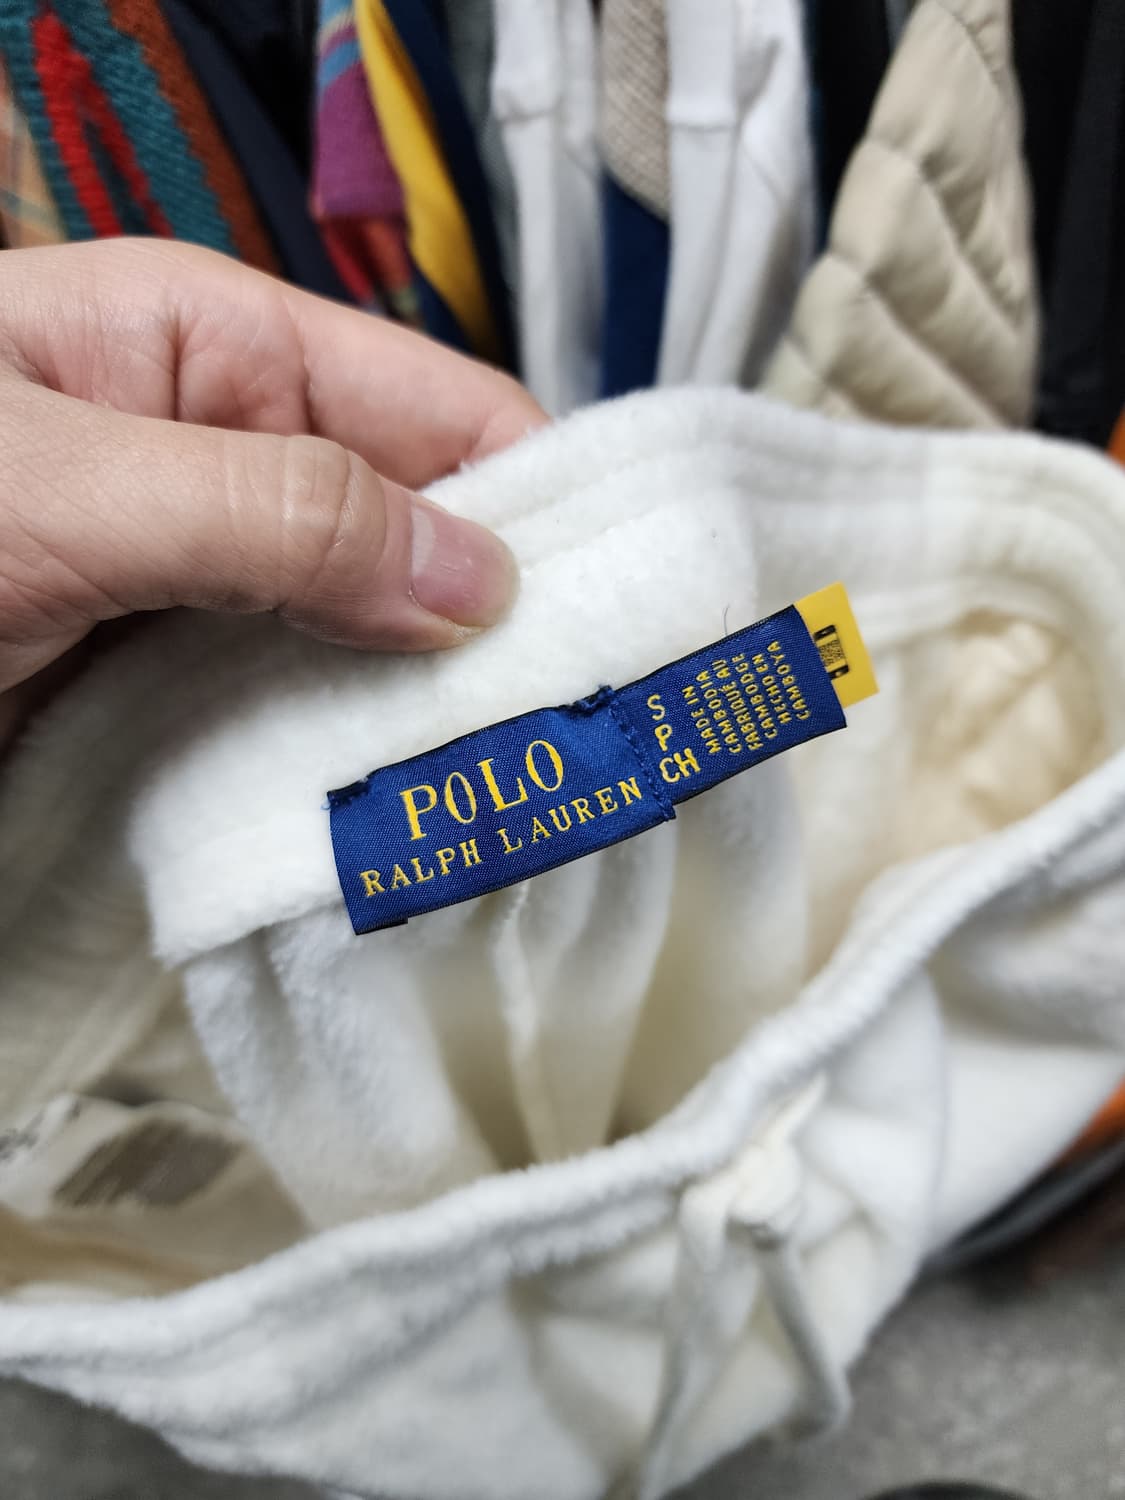 POLO
RALPH LAUREN
S
P
CH
MADE IN
CAMBODIA
FABRIQUÉ AU
CAMBODGE
HECHO EN
CAMBOYA